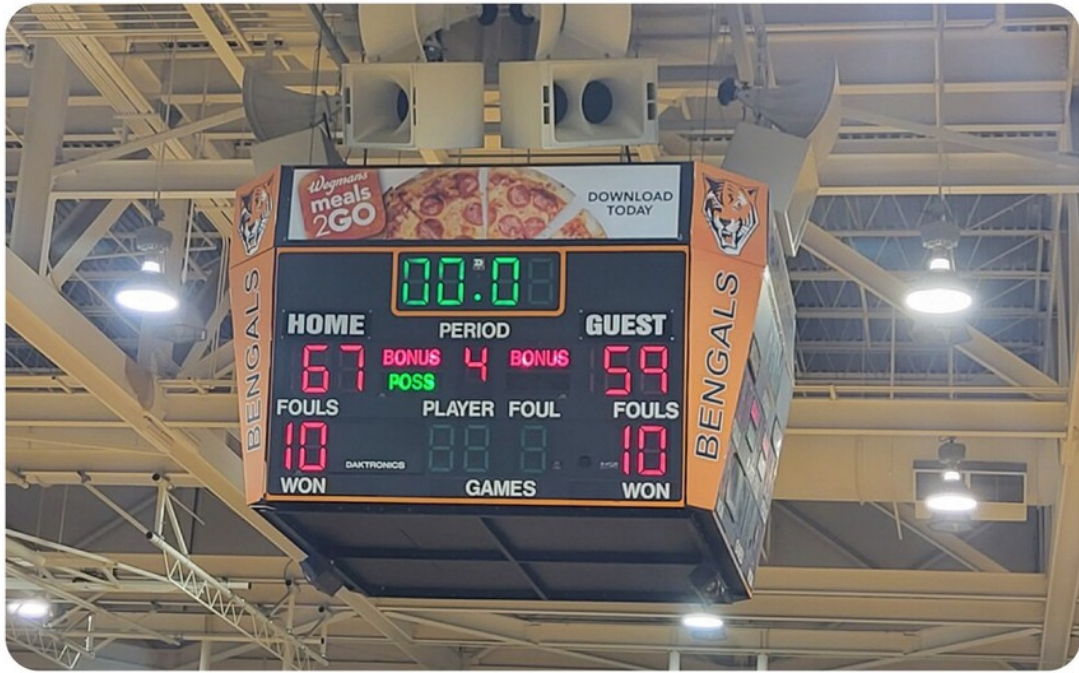 Wegmans
meals
2GO
DOWNLOAD
TODAY
BENGALS
BENGALS
00.0
HOME
PERIOD
GUEST
67
BONUS
4
BONUS
59
POSS
FOULS
PLAYER
FOUL
FOULS
10
DAKTRONICS
10
WON
GAMES
WON